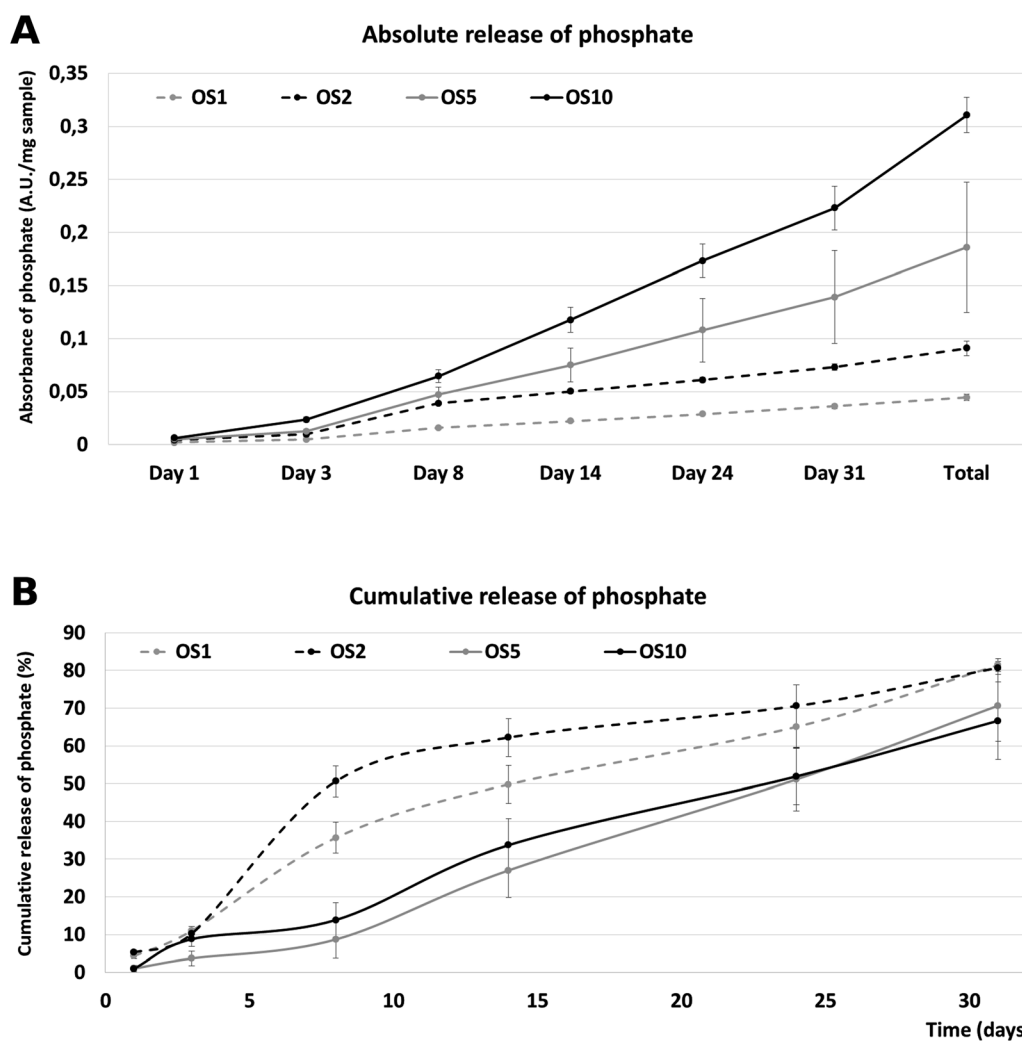 A
Absolute release of phosphate
Absorbance of phosphate (A.U./mg sample)
0,35
0,3
0,25
0,2
0,15
0,1
0,05
0
OS1 OS2 OS5 OS10
Day 1 Day 3 Day 8 Day 14 Day 24 Day 31 Total
B
Cumulative release of phosphate
Cumulative release of phosphate (%)
90
80
70
60
50
40
30
20
10
0
OS1 OS2 OS5 OS10
0 5 10 15 20 25 30
Time (days